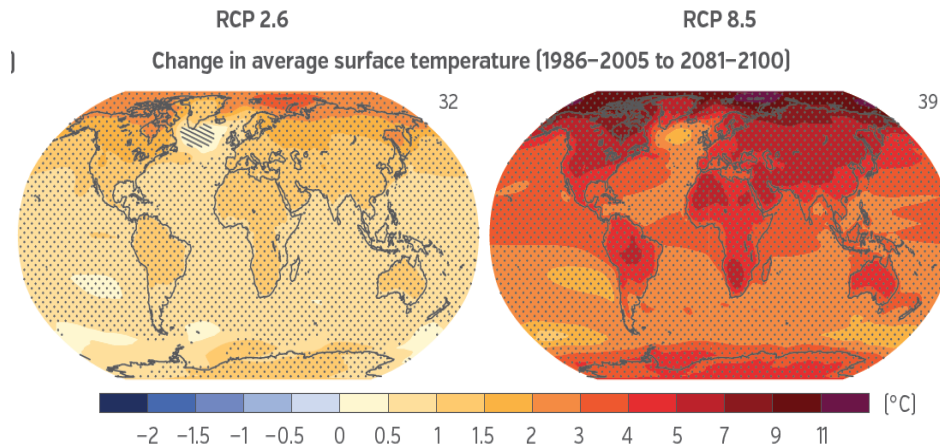 RCP 2.6 RCP 8.5
) Change in average surface temperature (1986–2005 to 2081–2100)
32 39
(°C)
−2 −1.5 −1 −0.5 0 0.5 1 1.5 2 3 4 5 7 9 11